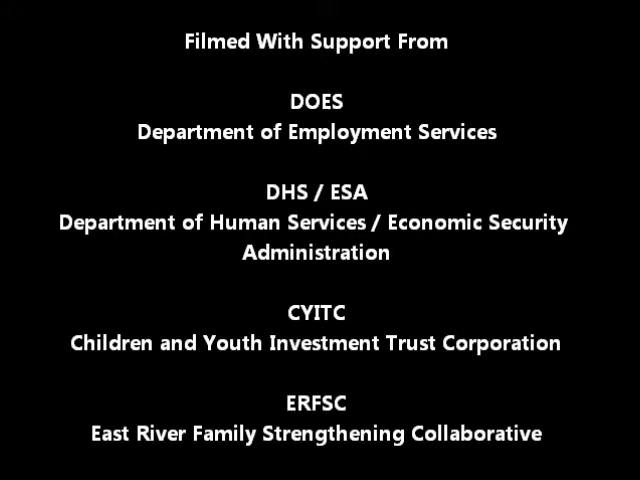 Filmed With Support From
DOES
Department of Employment Services
DHS / ESA
Department of Human Services / Economic Security
Administration
CYITC
Children and Youth Investment Trust Corporation
ERFSC
East River Family Strengthening Collaborative